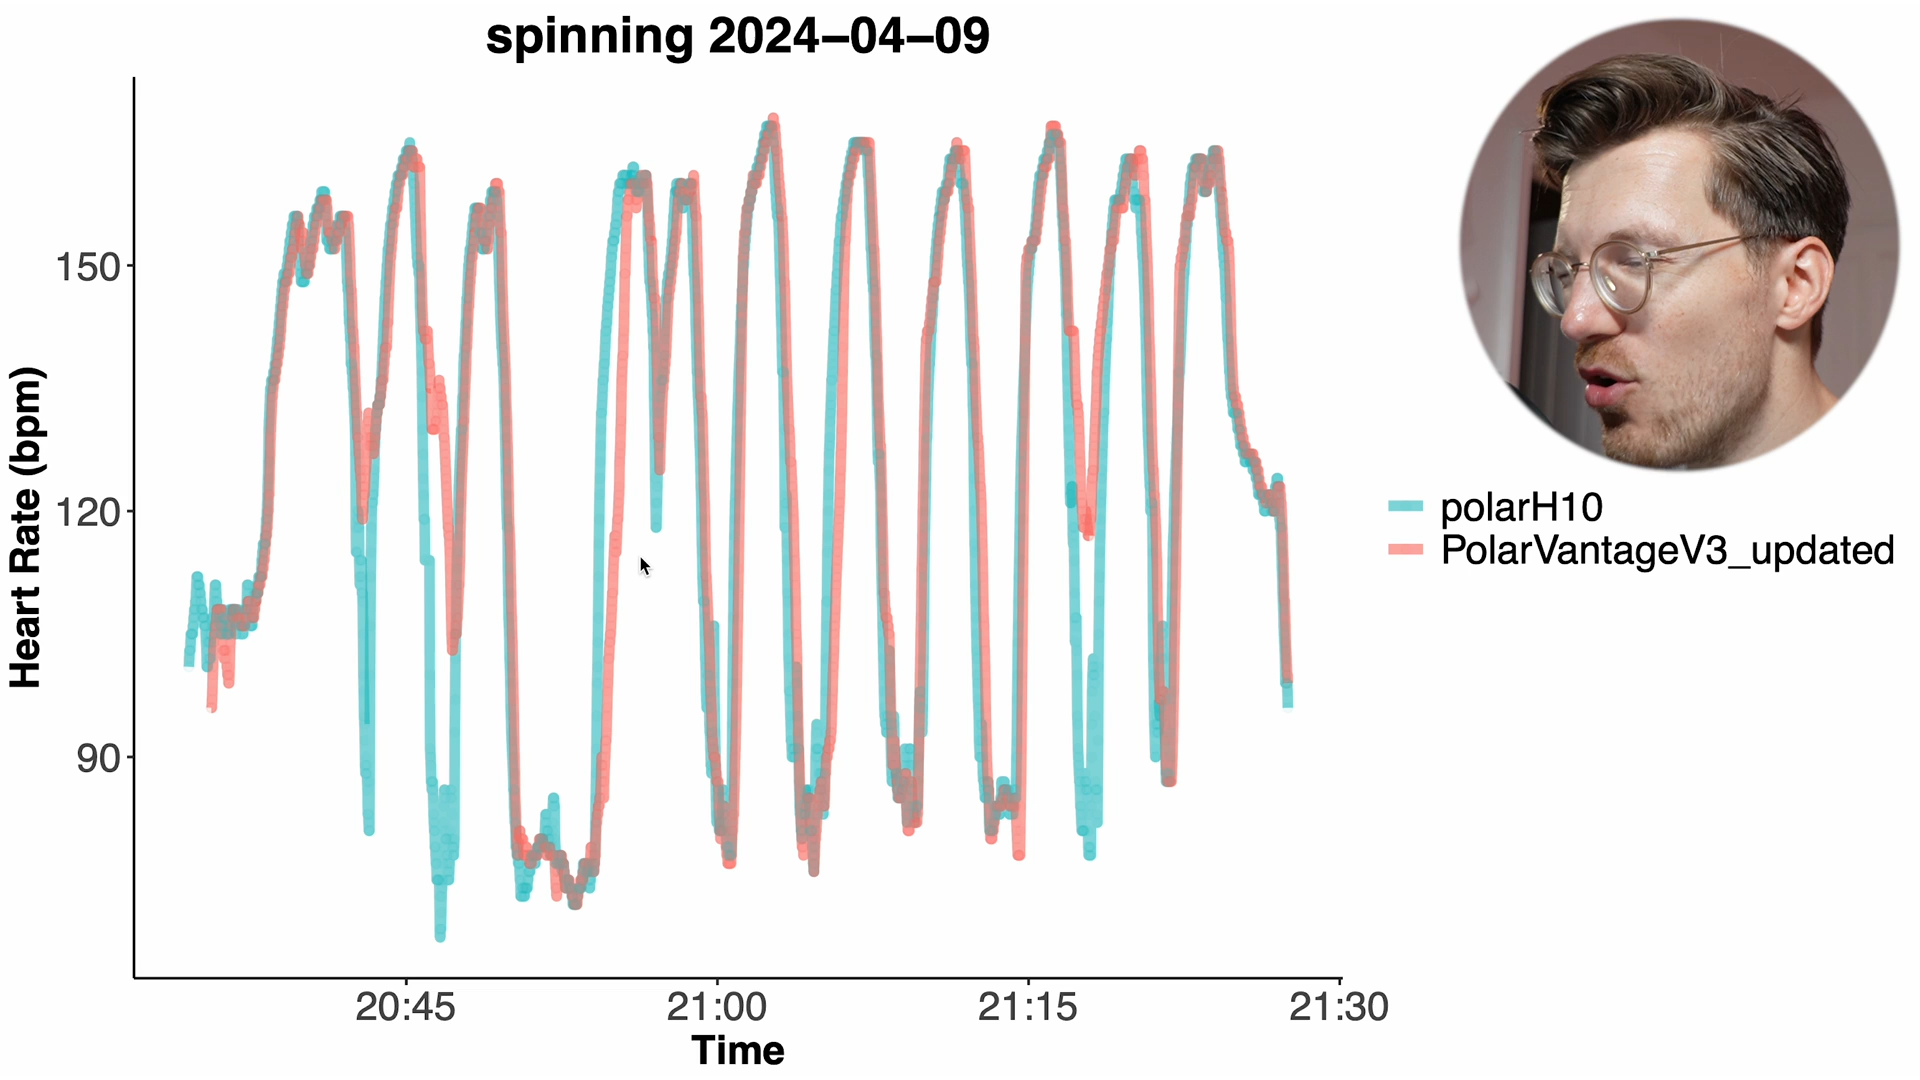 spinning 2024–04–09
Heart Rate (bpm)
150
120
90
20:45
21:00
21:15
21:30
Time
polarH10
PolarVantageV3_updated